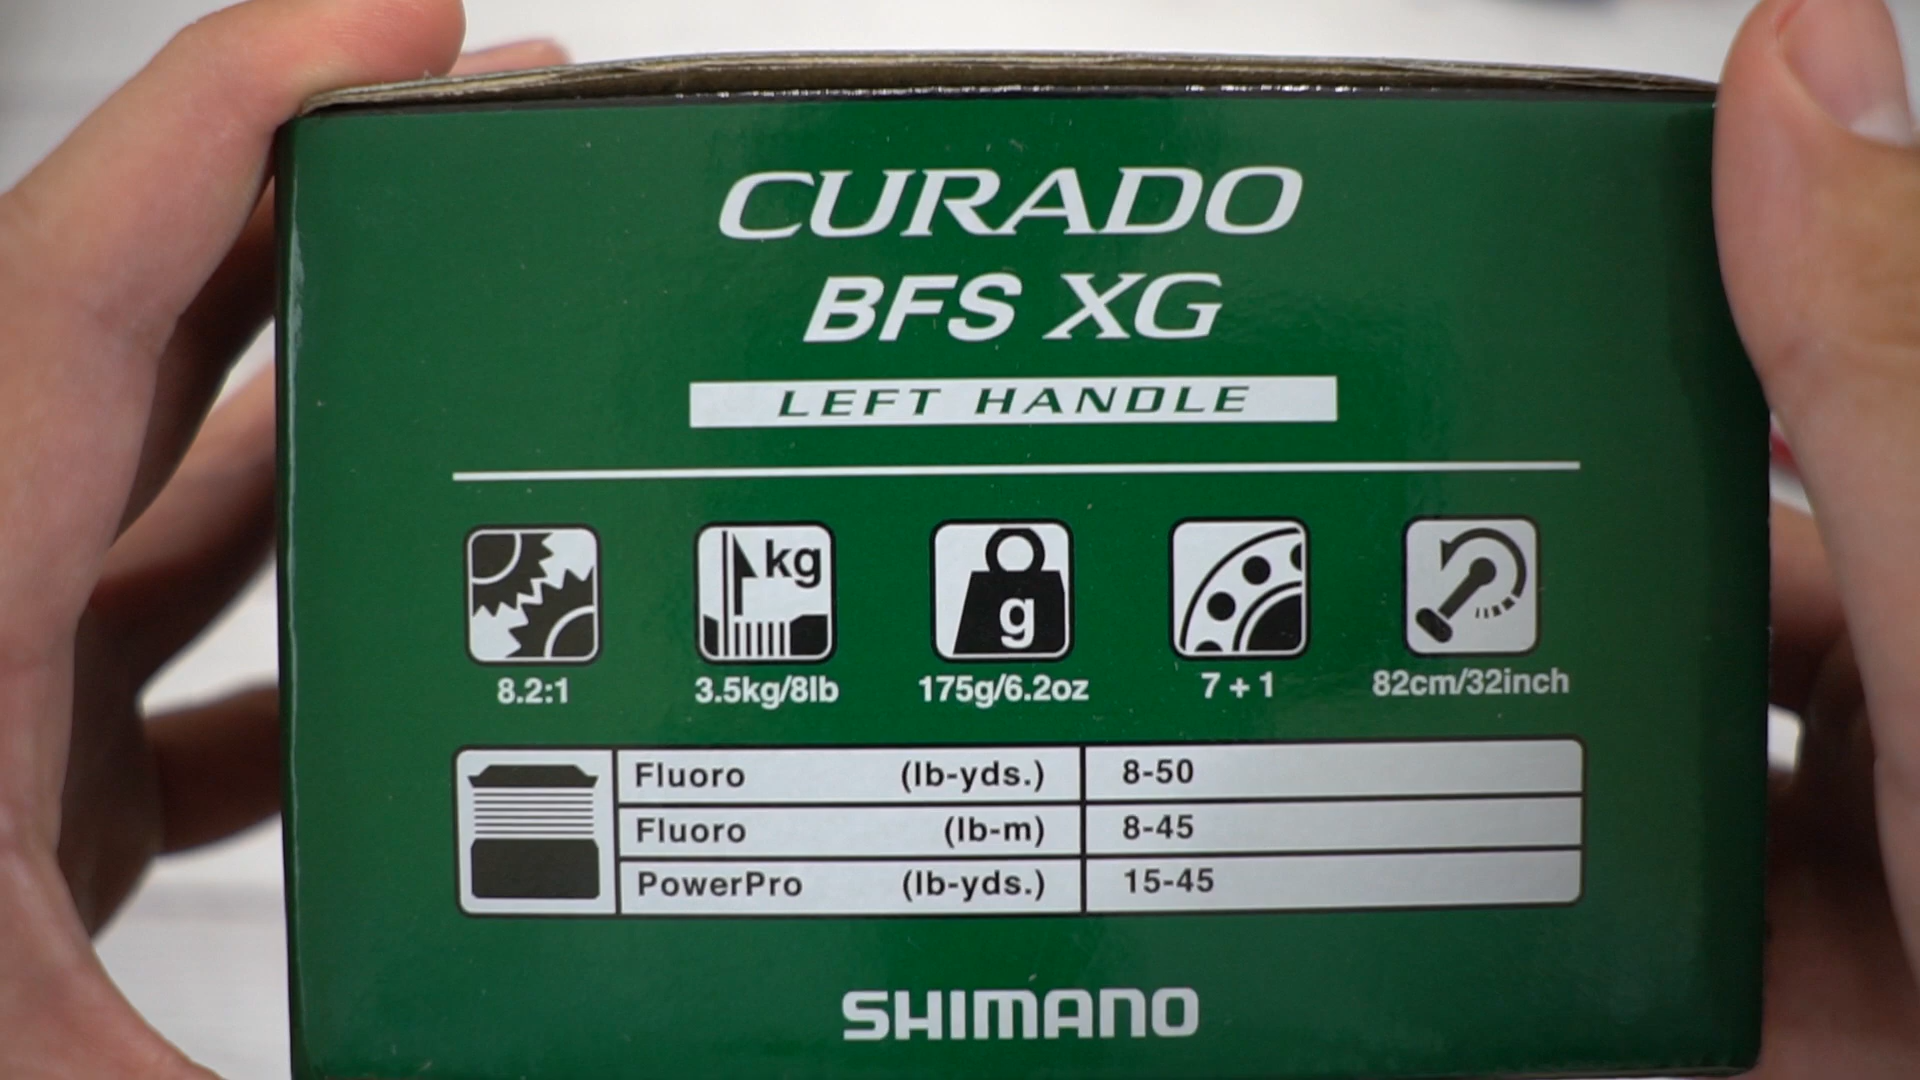 CURADO
BFS XG
LEFT HANDLE
kg
g
8.2:1 3.5kg/8lb 175g/6.2oz 7+1 82cm/32inch
Fluoro (lb-yds.) 8-50
Fluoro (lb-m) 8-45
PowerPro (lb-yds.) 15-45
SHIMANO